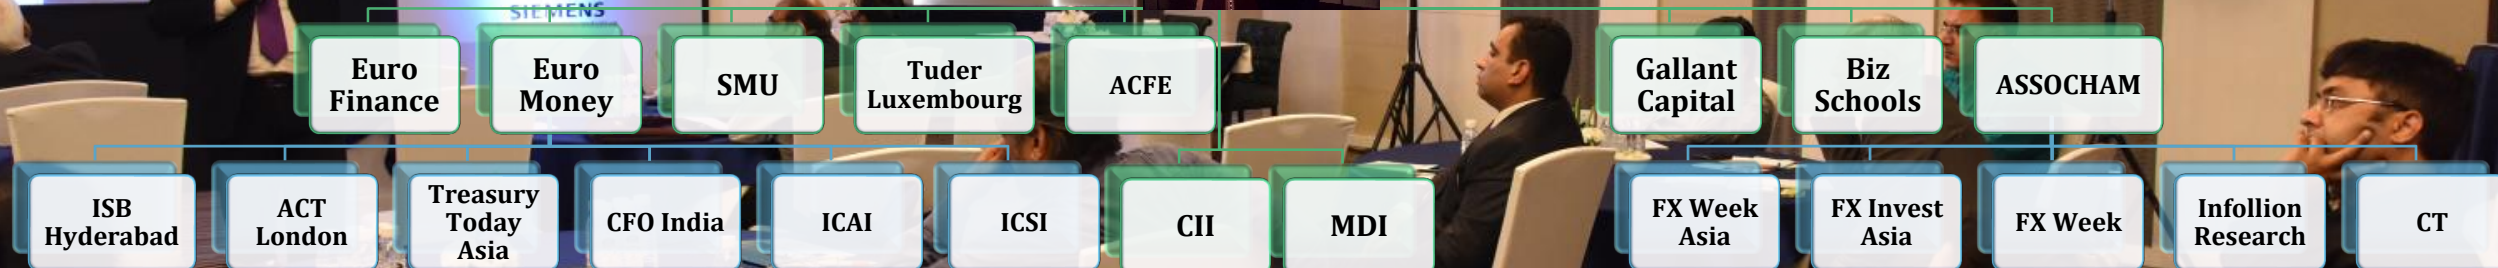 SIEMENS
Euro
Finance
Euro
Money
SMU
Tuder
Luxembourg
ACFE
Gallant
Capital
Biz
Schools
ASSOCHAM
ISB
Hyderabad
ACT
London
Treasury
Today
Asia
CFO India
ICAI
ICSI
CII
MDI
FX Week
Asia
FX Invest
Asia
FX Week
Infollion
Research
CT